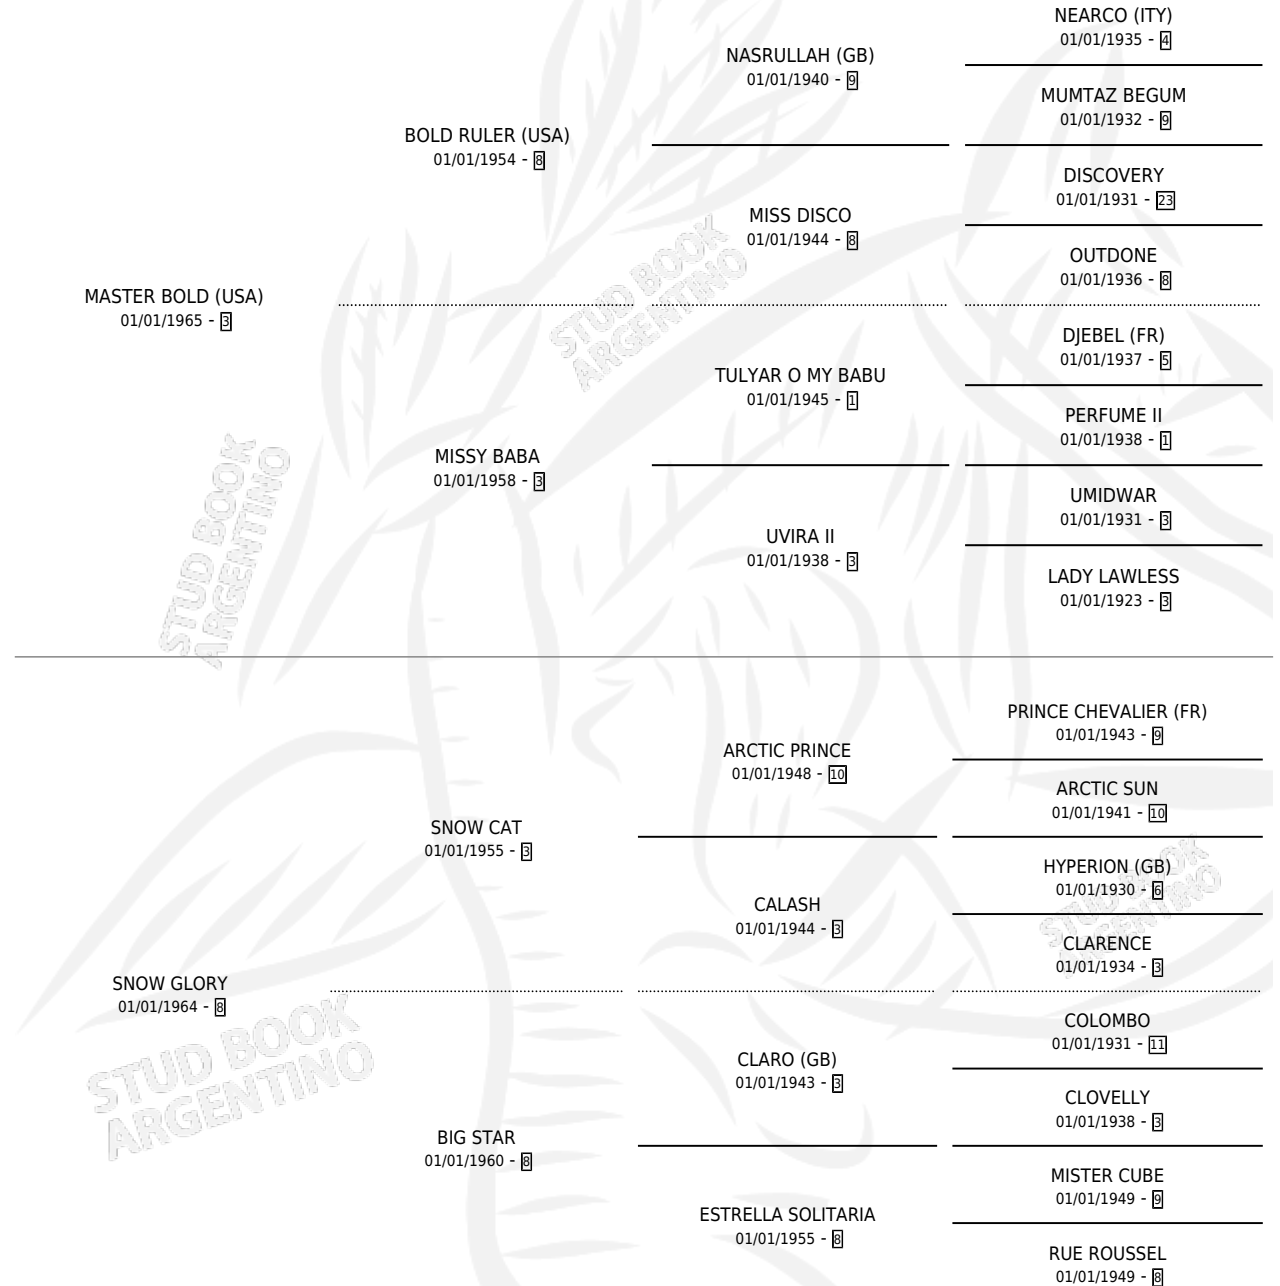 NEARCO (ITY)
01/01/1935 - 4
NASRULLAH (GB)
01/01/1940 - 9
MUMTAZ BEGUM
01/01/1932 - 9
BOLD RULER (USA)
01/01/1954 - 8
DISCOVERY
01/01/1931 - 23
MISS DISCO
01/01/1944 - 8
OUTDONE
01/01/1936 - 8
MASTER BOLD (USA)
01/01/1965 - 3
STUD BOOK
ARGENTINO
DJEBEL (FR)
01/01/1937 - 5
TULYAR O MY BABU
01/01/1945 - 1
PERFUME II
01/01/1938 - 1
MISSY BABA
01/01/1958 - 3
UMIDWAR
01/01/1931 - 3
UVIRA II
01/01/1938 - 3
LADY LAWLESS
01/01/1923 - 3
STUD BOOK
ARGENTINO
PRINCE CHEVALIER (FR)
01/01/1943 - 9
ARCTIC PRINCE
01/01/1948 - 10
ARCTIC SUN
01/01/1941 - 10
SNOW CAT
01/01/1955 - 3
HYPERION (GB)
01/01/1930 - 6
STUD BOOK
ARGENTINO
CALASH
01/01/1944 - 3
CLARENCE
01/01/1934 - 3
SNOW GLORY
01/01/1964 - 8
COLOMBO
01/01/1931 - 11
STUD BOOK
ARGENTINO
CLARO (GB)
01/01/1943 - 3
CLOVELLY
01/01/1938 - 3
BIG STAR
01/01/1960 - 8
MISTER CUBE
01/01/1949 - 9
ESTRELLA SOLITARIA
01/01/1955 - 8
RUE ROUSSEL
01/01/1949 - 8